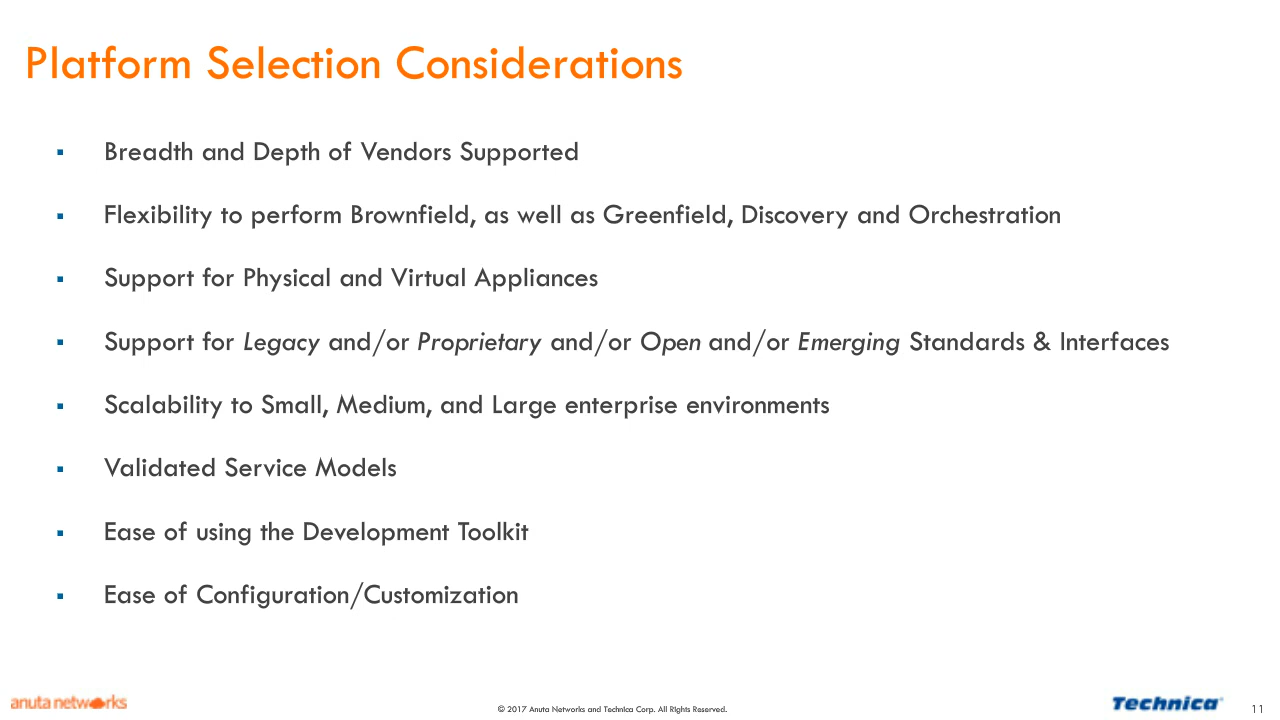 Platform Selection Considerations
▪ Breadth and Depth of Vendors Supported
▪ Flexibility to perform Brownfield, as well as Greenfield, Discovery and Orchestration
▪ Support for Physical and Virtual Appliances
▪ Support for Legacy and/or Proprietary and/or Open and/or Emerging Standards & Interfaces
▪ Scalability to Small, Medium, and Large enterprise environments
▪ Validated Service Models
▪ Ease of using the Development Toolkit
▪ Ease of Configuration/Customization
anuta networks
© 2017 Anuta Networks and Technica Corp. All Rights Reserved.
Technica®
11